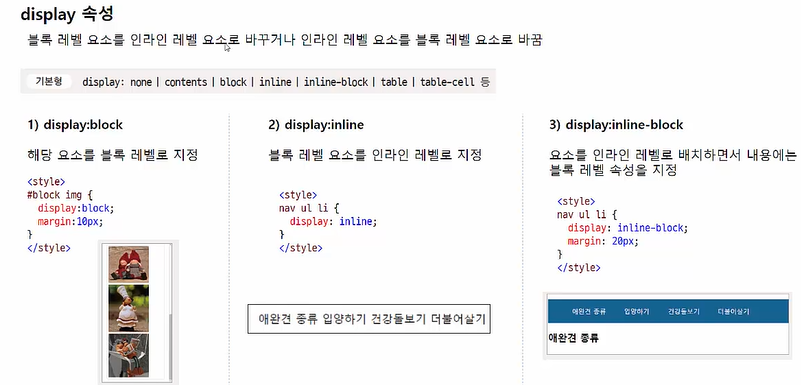 display 속성
블록 레벨 요소를 인라인 레벨 요소로 바꾸거나 인라인 레벨 요소를 블록 레벨 요소로 바꿈
기본형 display: none | contents | block | inline | inline-block | table | table-cell 등
1) display:block
해당 요소를 블록 레벨로 지정
<style>
#block img {
display:block;
margin:10px;
}
</style>
2) display:inline
블록 레벨 요소를 인라인 레벨로 지정
<style>
nav ul li {
display: inline;
}
</style>
애완견 종류 입양하기 건강돌보기 더불어살기
3) display:inline-block
요소를 인라인 레벨로 배치하면서 내용에는
블록 레벨 속성을 지정
<style>
nav ul li {
display: inline-block;
margin: 20px;
}
</style>
애완견 종류 입양하기 건강돌보기 더불어살기
애완견 종류